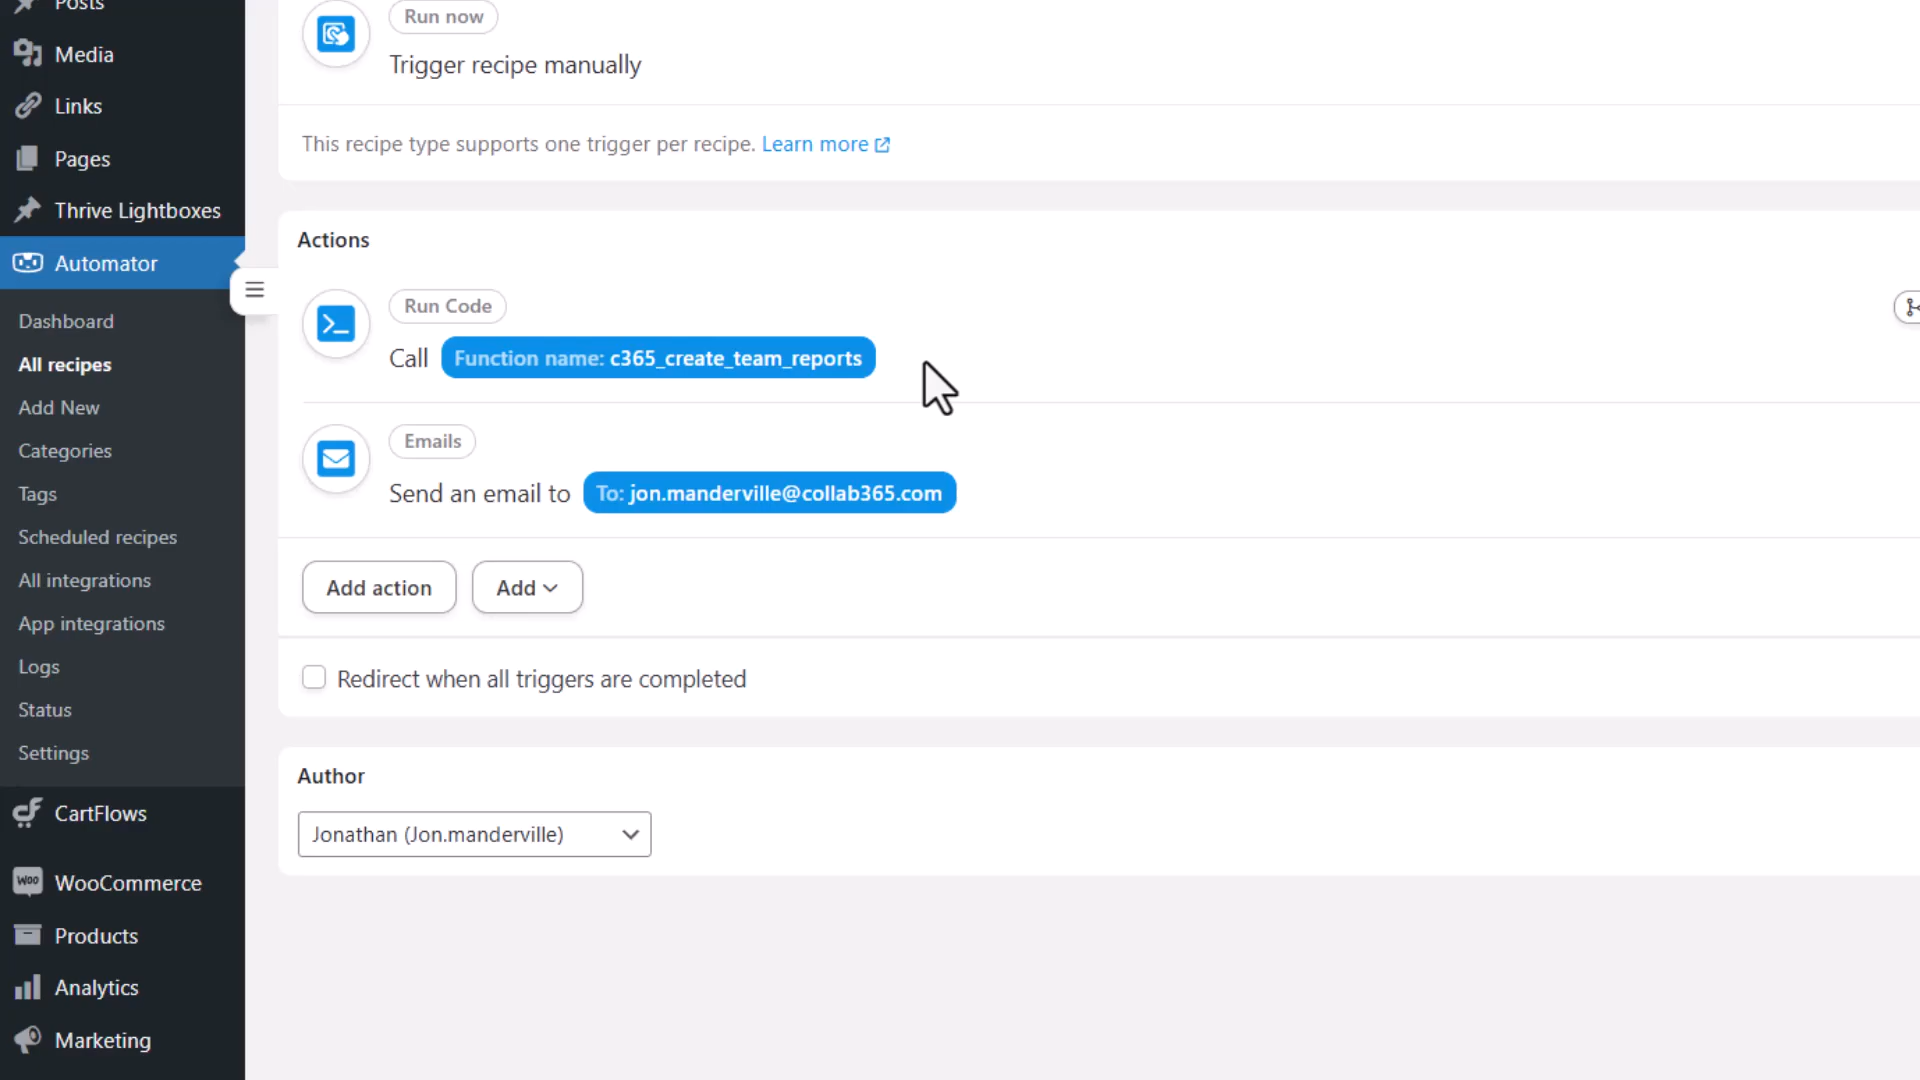 Posts
Media
Links
Pages
Thrive Lightboxes
Automator
Dashboard
All recipes
Add New
Categories
Tags
Scheduled recipes
All integrations
App integrations
Logs
Status
Settings
CartFlows
WooCommerce
Products
Analytics
Marketing
Run now
Trigger recipe manually
This recipe type supports one trigger per recipe. Learn more
Actions
Run Code
Call Function name: c365_create_team_reports
Emails
Send an email to To: jon.manderville@collab365.com
Add action Add
Redirect when all triggers are completed
Author
Jonathan (Jon.manderville)